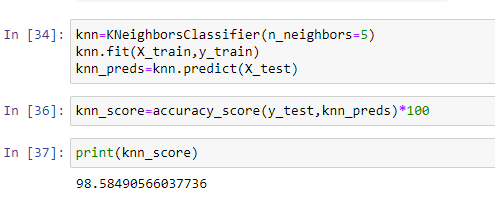 In [34]: knn=KNeighborsClassifier(n_neighbors=5)
knn.fit(X_train,y_train)
knn_preds=knn.predict(X_test)
In [36]: knn_score=accuracy_score(y_test,knn_preds)*100
In [37]: print(knn_score)
98.58490566037736